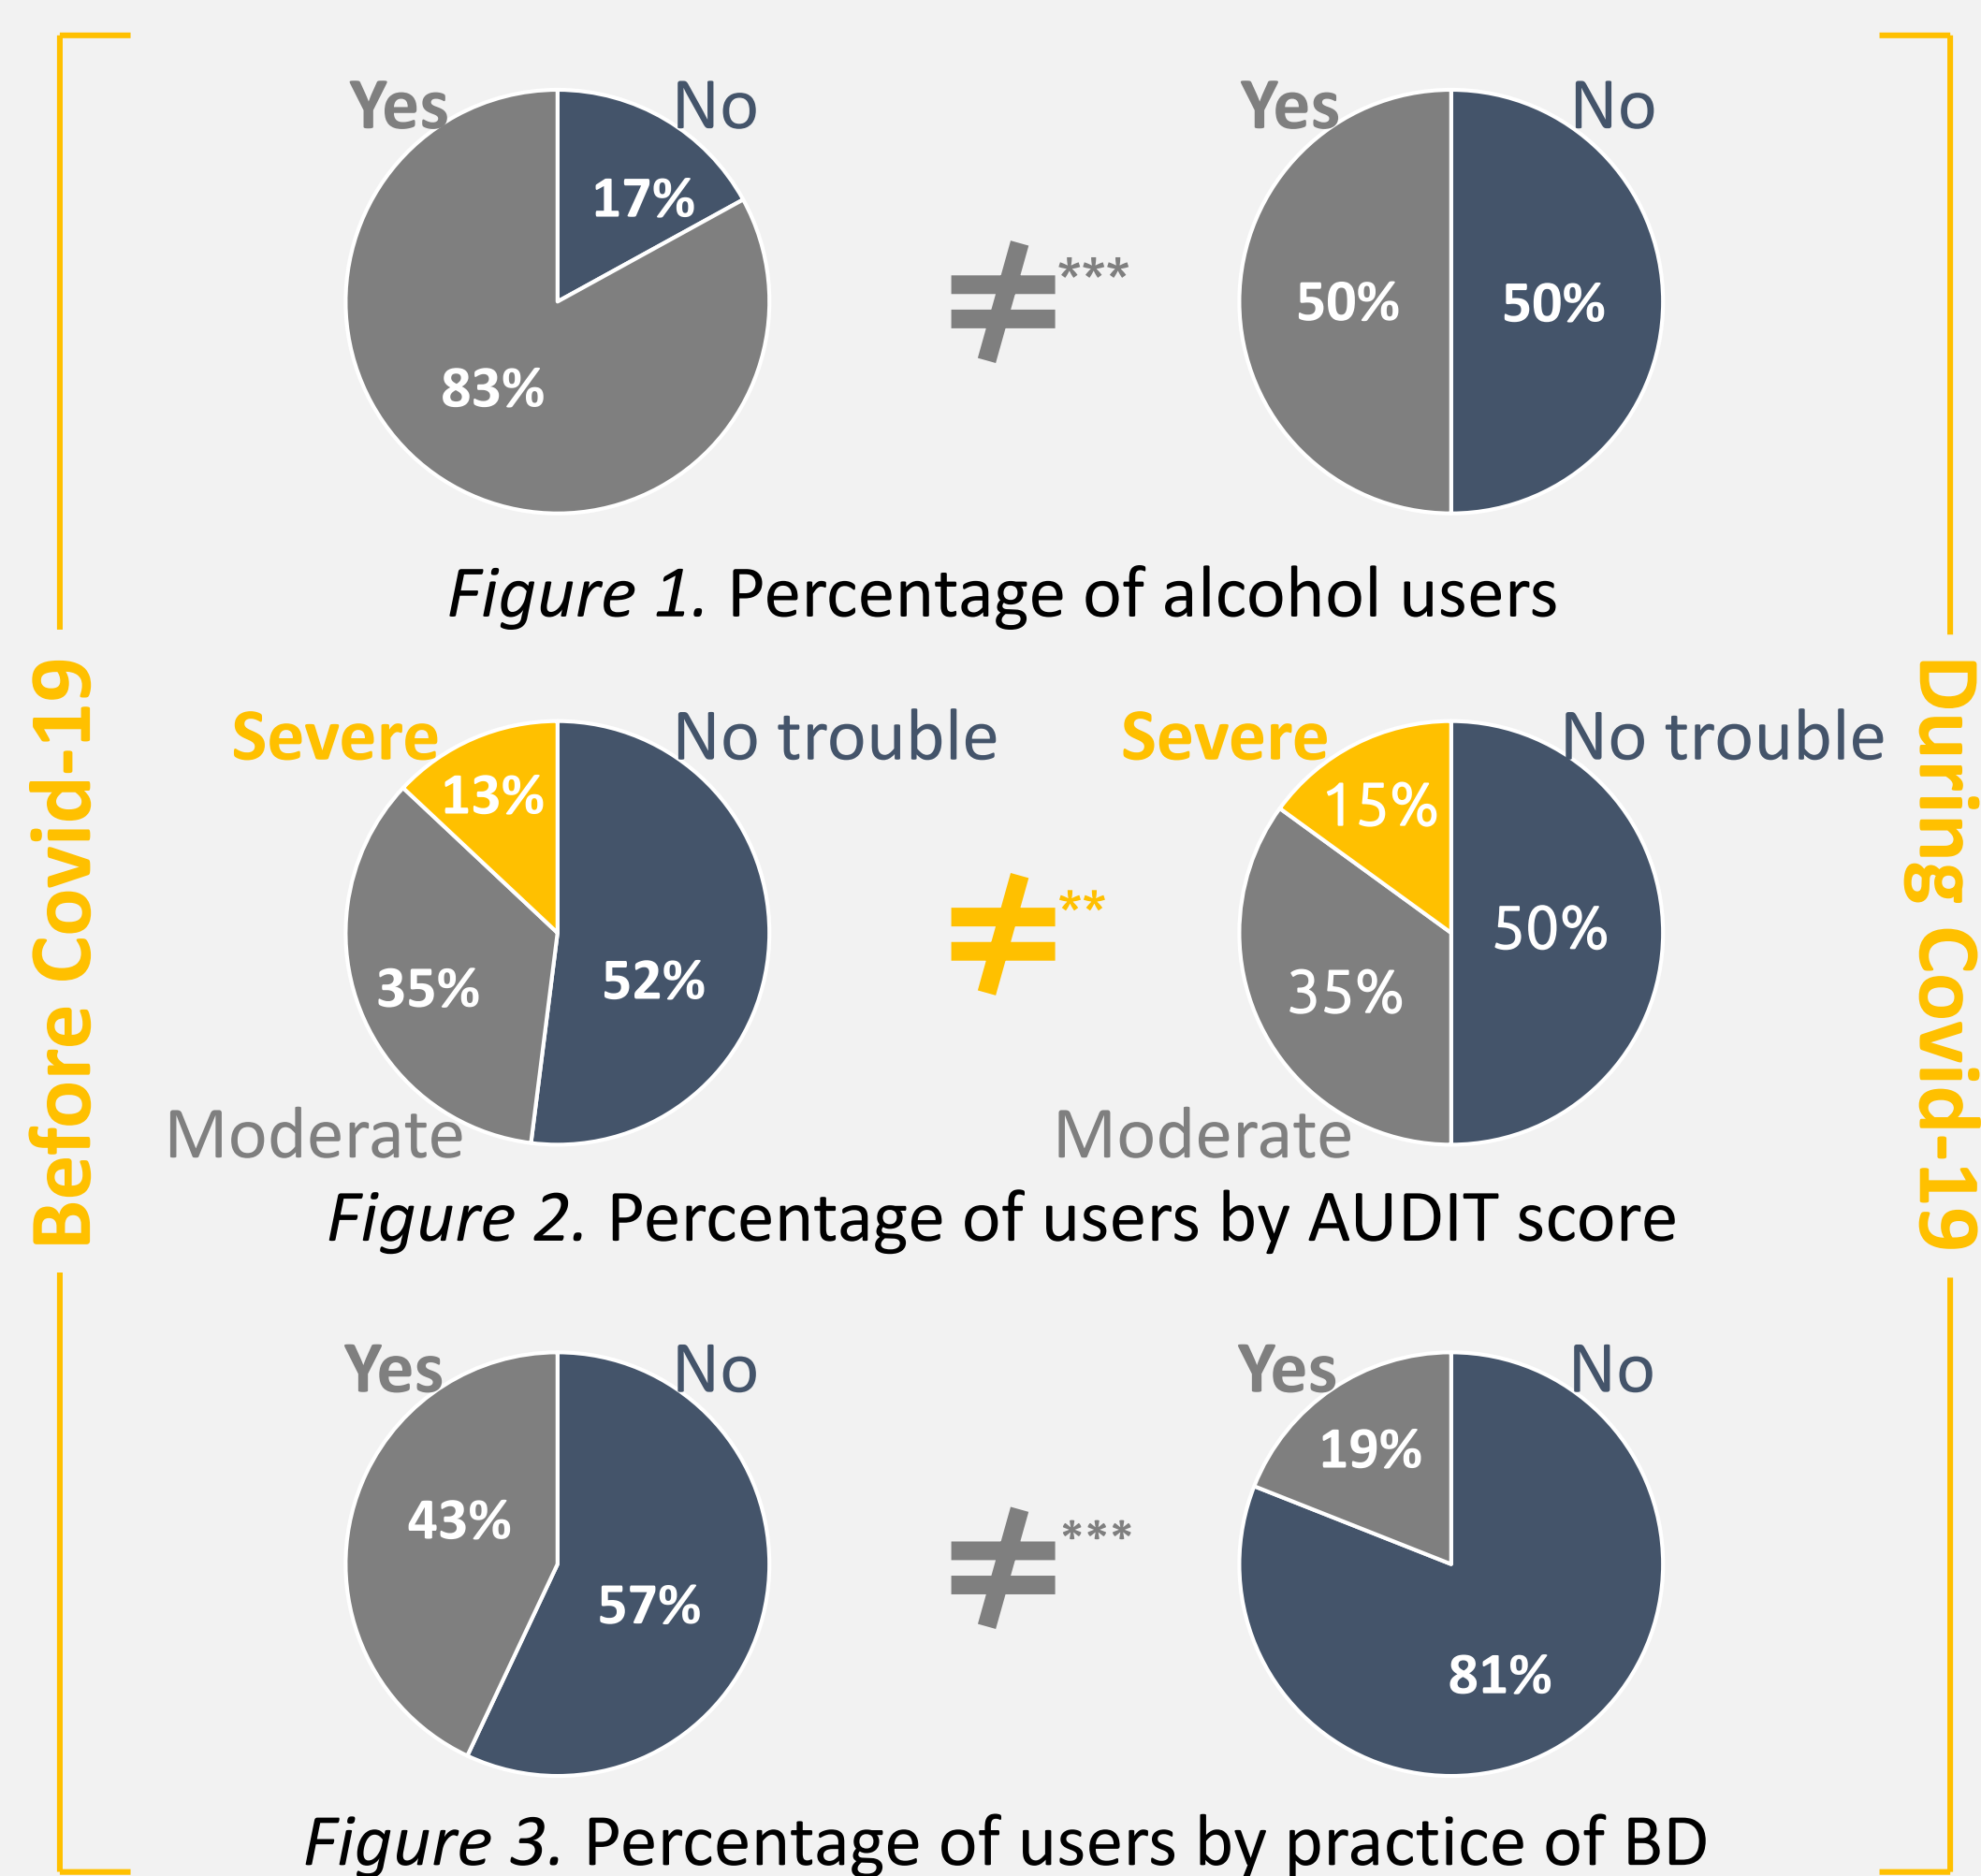 Before Covid-19
During Covid-19
Yes
No
17%
83%
≠***
Yes
No
50%
50%
Figure 1. Percentage of alcohol users
Severe
No trouble
13%
35%
52%
Moderate
≠**
Severe
No trouble
15%
50%
35%
Moderate
Figure 2. Percentage of users by AUDIT score
Yes
No
43%
57%
≠***
Yes
No
19%
81%
Figure 3. Percentage of users by practice of BD